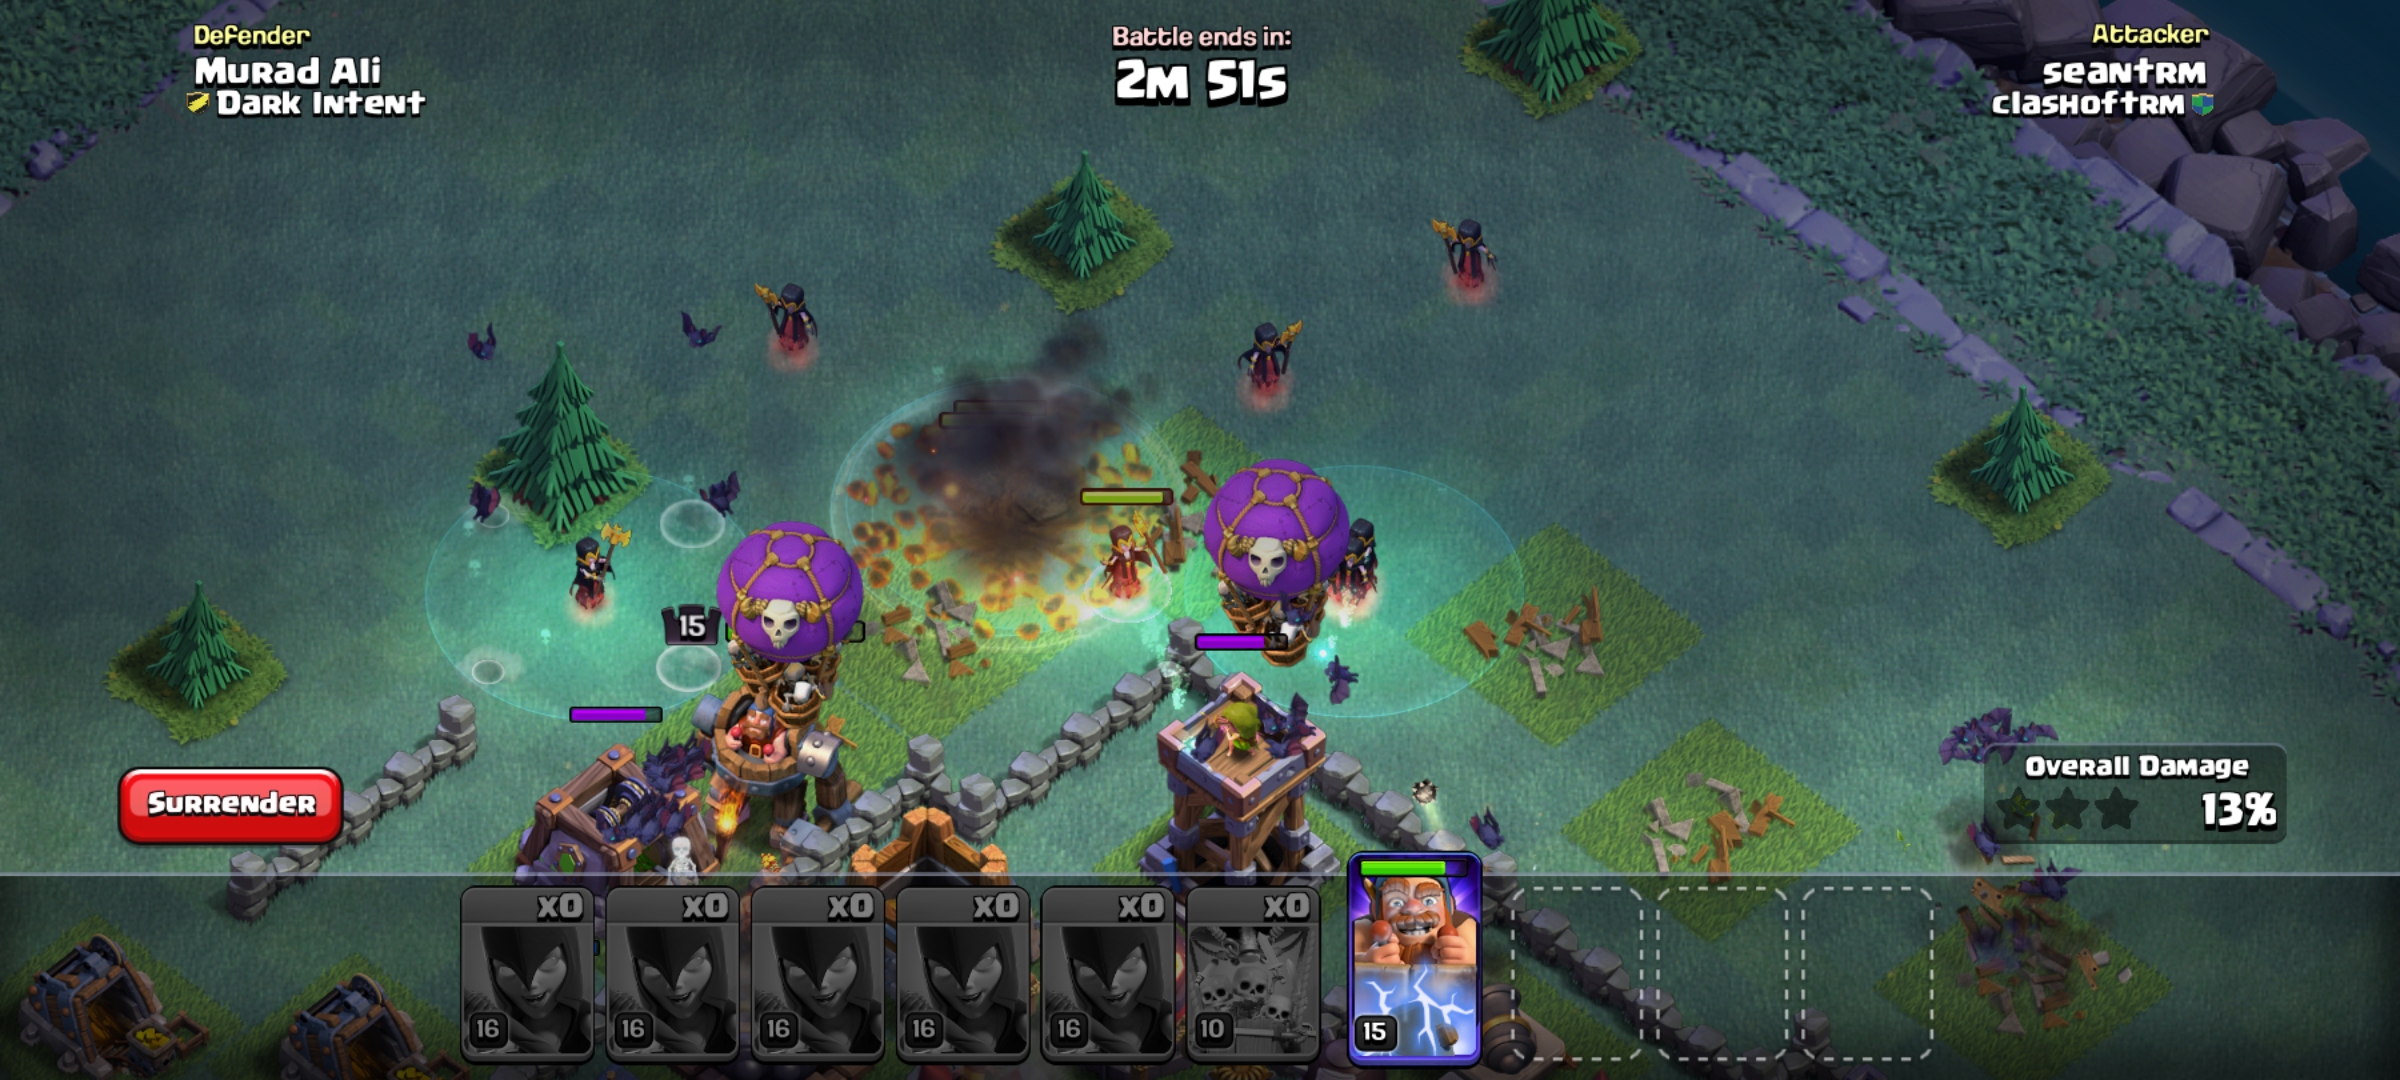 Defender
Murad Ali
Dark Intent
Battle ends in:
2m 51s
Attacker
seantrm
clashoftrm
15
Surrender
Overall Damage
13%
x0
x0
x0
x0
x0
x0
16
16
16
16
16
10
15